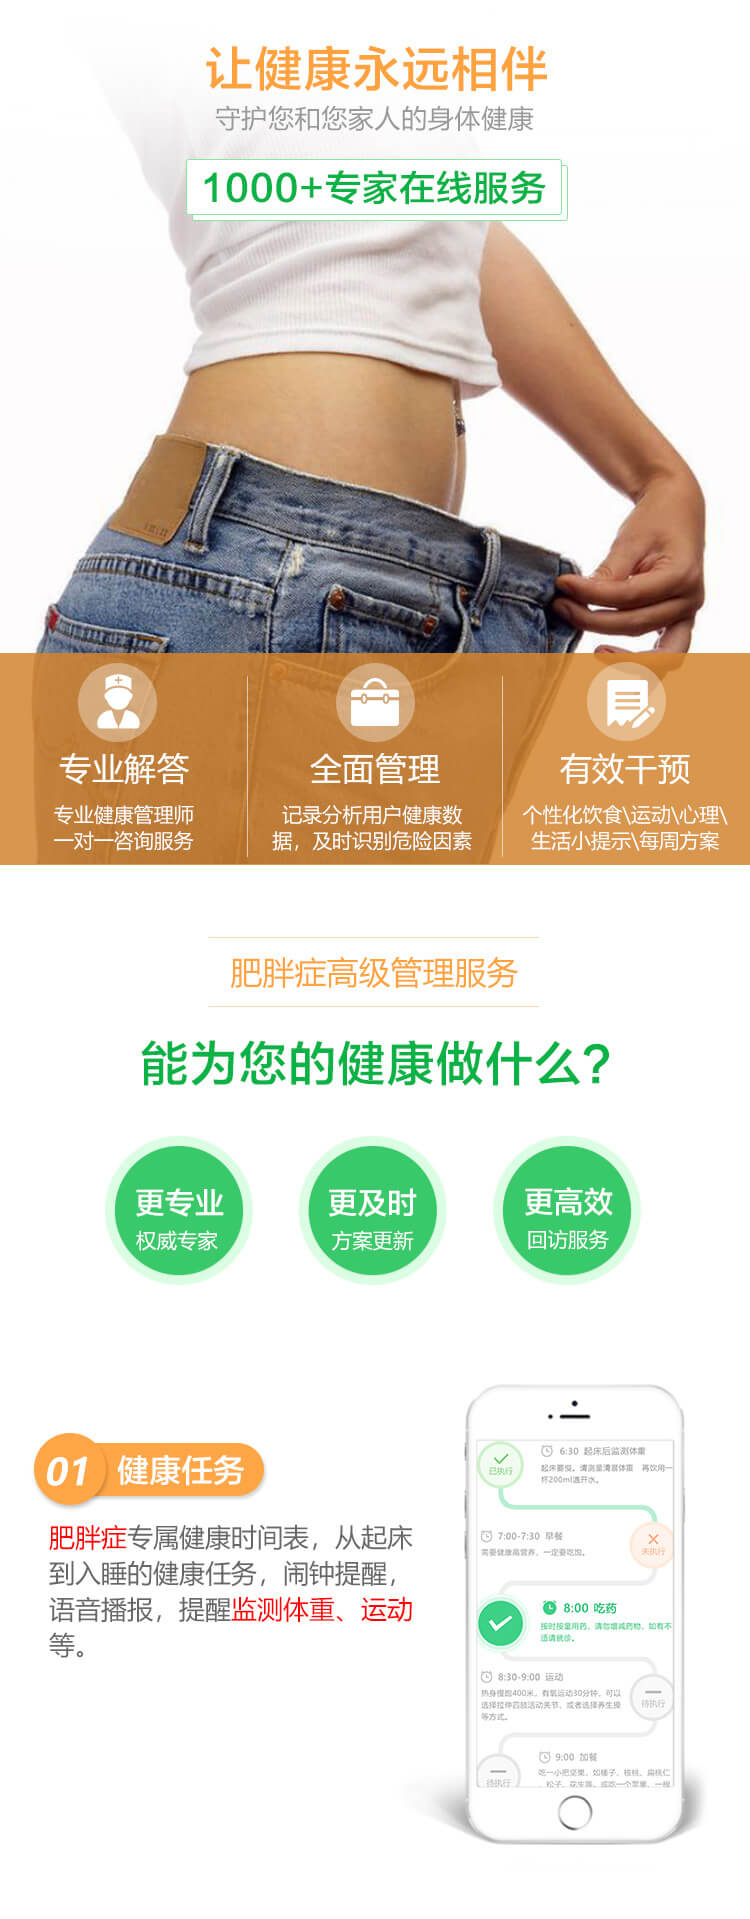 让健康永远相伴
守护您和您家人的身体健康
1000+专家在线服务
专业解答
专业健康管理师
一对一咨询服务
全面管理
记录分析用户健康数
据，及时识别危险因素
有效干预
个性化饮食\运动\心理\
生活小提示\每周方案
肥胖症高级管理服务
能为您的健康做什么?
更专业
权威专家
更及时
方案更新
更高效
回访服务
01 健康任务
肥胖症专属健康时间表，从起床
到入睡的健康任务，闹钟提醒，
语音播报，提醒监测体重、运动
等。
已执行
6:30 起床后监测体重
起床要慢。请测量清晨体重 再饮用一
杯200ml温开水。
7:00-7:30 早餐
需要健康高营养，一定要吃饱。
未执行
8:00 吃药
按时按量用药，请勿增减药物，如有不
适请就诊。
8:30-9:00 运动
热身慢跑400米，有氧运动30分钟，可以
选择拉伸四肢活动关节，或者选择养生操
等方式。
待执行
9:00 加餐
吃一小把坚果，如榛子、核桃、扁桃仁
、松子、花生等。或吃一个苹果、一根
待执行